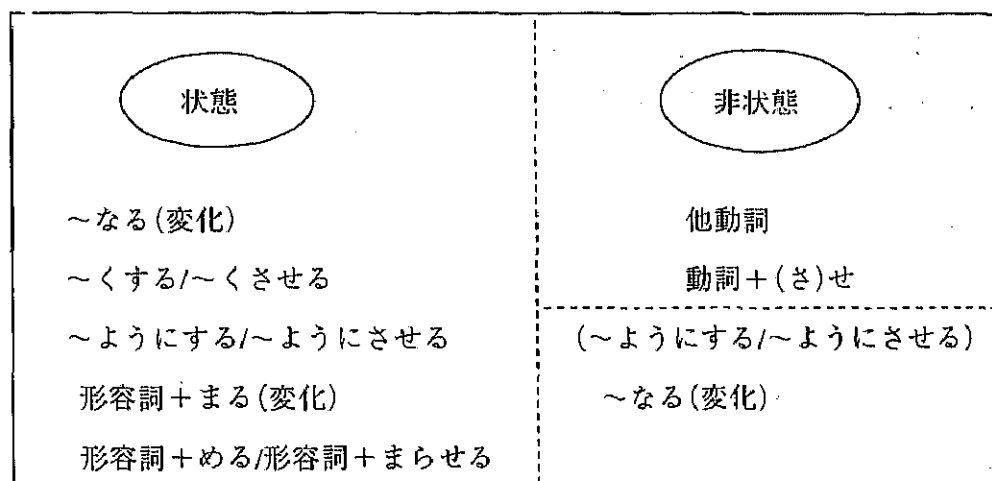 状態
～なる(変化)
～くする/～くさせる
～ようにする/～ようにさせる
形容詞＋まる(変化)
形容詞＋める/形容詞＋まらせる
非状態
他動詞
動詞＋(さ)せ
(～ようにする/～ようにさせる)
～なる(変化)